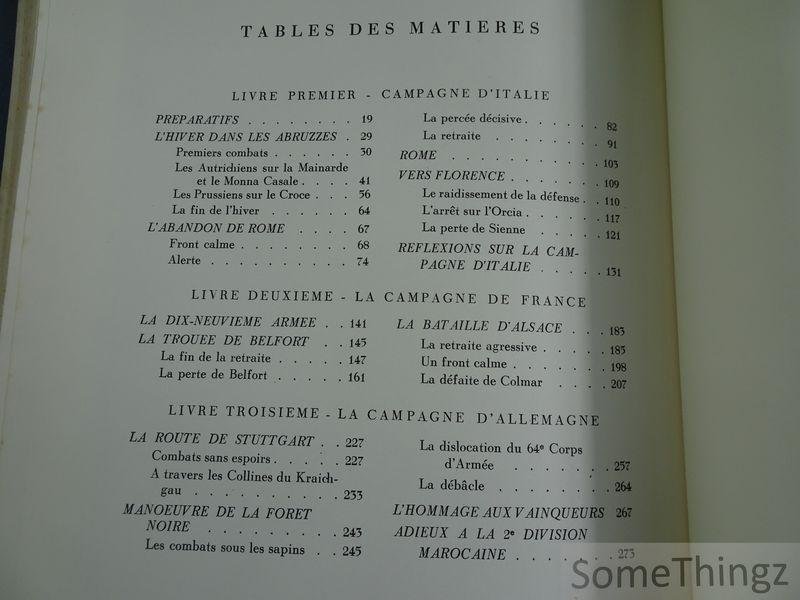 TABLES DES MATIERES
LIVRE PREMIER - CAMPAGNE D'ITALIE
PREPARATIFS . . . . . . . . 19
L'HIVER DANS LES ABRUZZES . 29
Premiers combats . . . . . . 30
Les Autrichiens sur la Mainarde
et le Monna Casale . . . . 41
Les Prussiens sur le Croce . . . 56
La fin de l'hiver . . . . . . 64
L'ABANDON DE ROME . . . . 67
Front calme . . . . . . . . 68
Alerte . . . . . . . . . . 74
La percée décisive . . . . . . 82
La retraite . . . . . . . 91
ROME . . . . . . . . . . 103
VERS FLORENCE . . . . . . . 109
Le raidissement de la défense . . 110
L'arrêt sur l'Orcia . . . . . . 117
La perte de Sienne . . . . . 121
REFLEXIONS SUR LA CAM-
PAGNE D'ITALIE . . . . . 131
LIVRE DEUXIEME - LA CAMPAGNE DE FRANCE
LA DIX-NEUVIEME ARMEE . . 141
LA TROUEE DE BELFORT . . 145
La fin de la retraite . . . . . 147
La perte de Belfort . . . . . 161
LA BATAILLE D'ALSACE . . . 183
La retraite agressive . . . . . 185
Un front calme . . . . . . . 198
La défaite de Colmar . . . . 207
LIVRE TROISIEME - LA CAMPAGNE D'ALLEMAGNE
LA ROUTE DE STUTTGART . . 227
Combats sans espoirs . . . . . 227
A travers les Collines du Kraich-
gau . . . . . . . . . . 233
MANOEUVRE DE LA FORET
NOIRE . . . . . . . . . 243
Les combats sous les sapins . . 245
La dislocation du 64e Corps
d'Armée . . . . . . . 257
La débâcle . . . . . . . . 264
L'HOMMAGE AUX VAINQUEURS 267
ADIEUX A LA 2e DIVISION
MAROCAINE . . . . . . . 273
SomeThingz